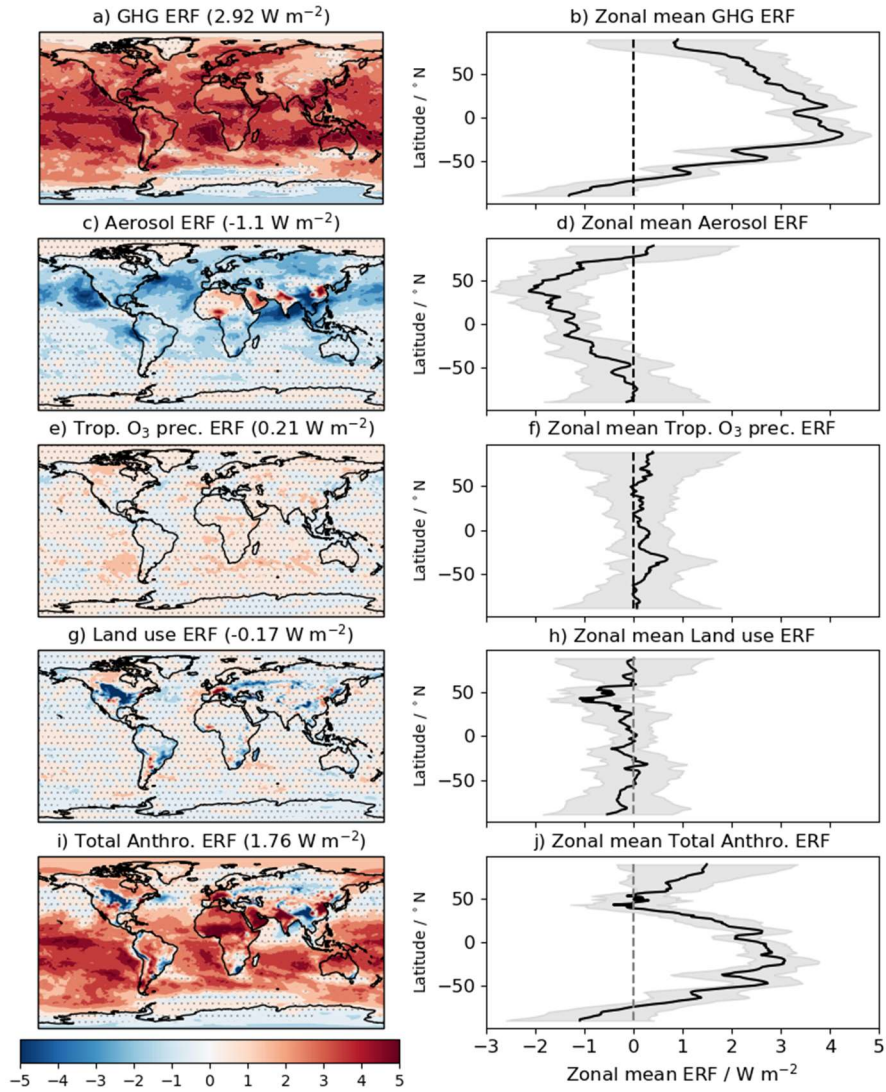 a) GHG ERF (2.92 W m⁻²)
b) Zonal mean GHG ERF
Latitude / °N
50
0
−50
c) Aerosol ERF (-1.1 W m⁻²)
d) Zonal mean Aerosol ERF
Latitude / °N
50
0
−50
e) Trop. O₃ prec. ERF (0.21 W m⁻²)
f) Zonal mean Trop. O₃ prec. ERF
Latitude / °N
50
0
−50
g) Land use ERF (-0.17 W m⁻²)
h) Zonal mean Land use ERF
Latitude / °N
50
0
−50
i) Total Anthro. ERF (1.76 W m⁻²)
j) Zonal mean Total Anthro. ERF
Latitude / °N
50
0
−50
−5 −4 −3 −2 −1 0 1 2 3 4 5
−3 −2 −1 0 1 2 3 4 5
Zonal mean ERF / W m⁻²